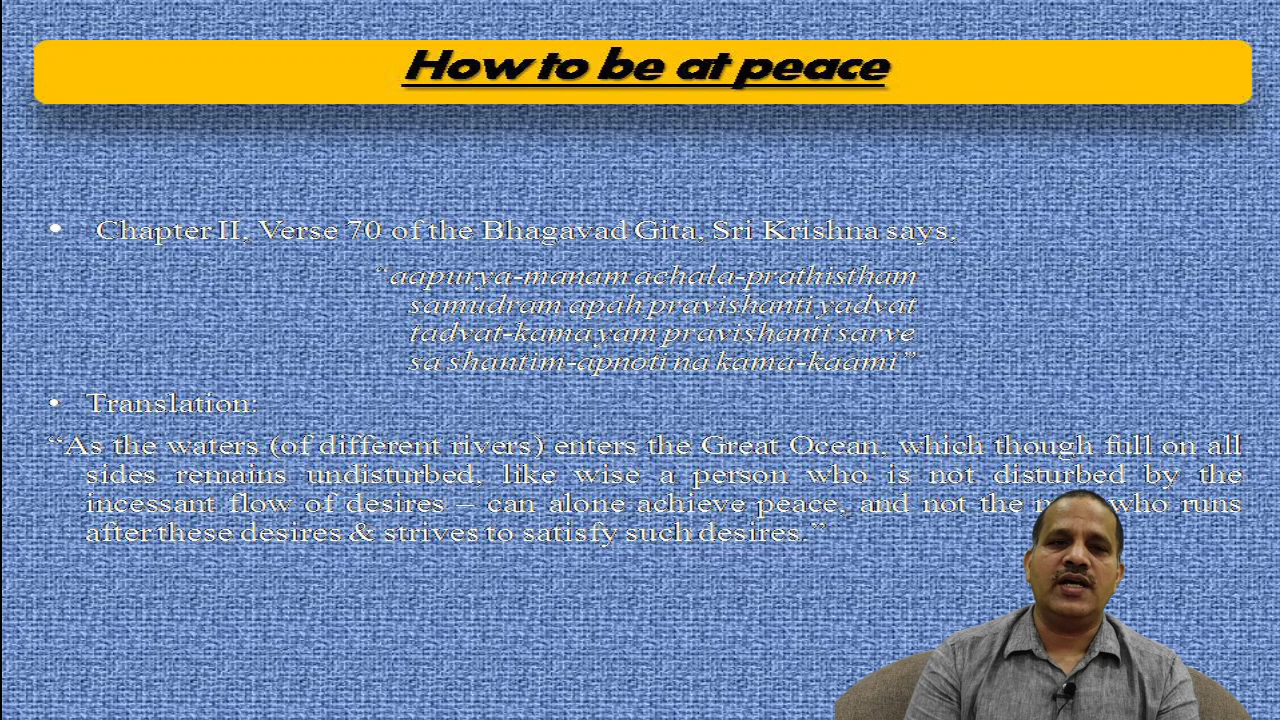 How to be at peace
• Chapter II, Verse 70 of the Bhagavad Gita, Sri Krishna says,
“aapurya-manam achala-prathistham
samudram apah pravishanti yadvat
tadvat-kama yam pravishanti sarve
sa shantim-apnoti na kama-kaami”
• Translation:
“As the waters (of different rivers) enters the Great Ocean, which though full on all
sides remains undisturbed, like wise a person who is not disturbed by the
incessant flow of desires – can alone achieve peace, and not the who runs
after these desires & strives to satisfy such desires.”